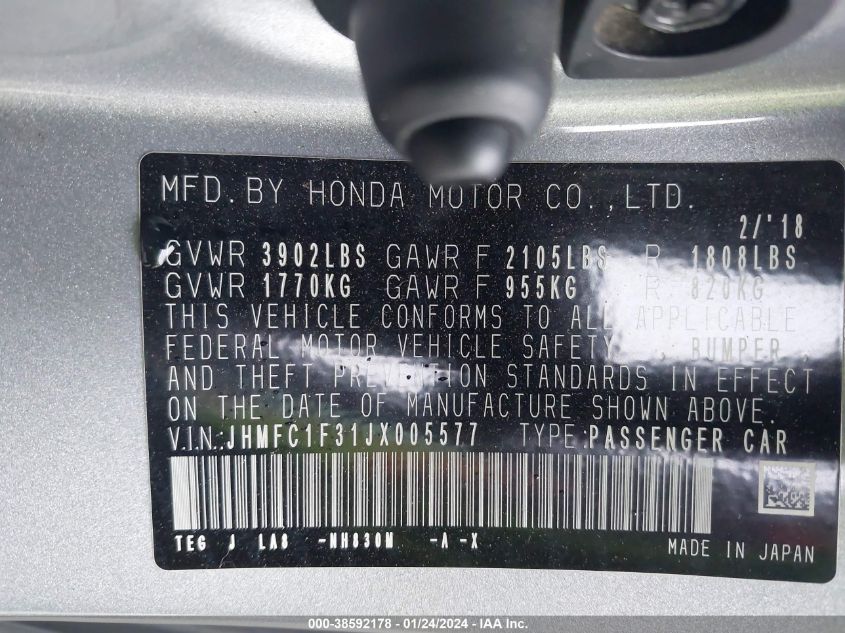 MFD. BY HONDA MOTOR CO., LTD.
2/'18
GVWR 3902LBS GAWR F 2105LBS R 1808LBS
GVWR 1770KG GAWR F 955KG R 820KG
THIS VEHICLE CONFORMS TO ALL APPLICABLE
FEDERAL MOTOR VEHICLE SAFETY, BUMPER,
AND THEFT PREVENTION STANDARDS IN EFFECT
ON THE DATE OF MANUFACTURE SHOWN ABOVE.
V.I.N.: JHMFC1F31JX005577 TYPE: PASSENGER CAR
TEG J LA8 -NH830M -A -X
MADE IN JAPAN
000-38592178 - 01/24/2024 - IAA Inc.